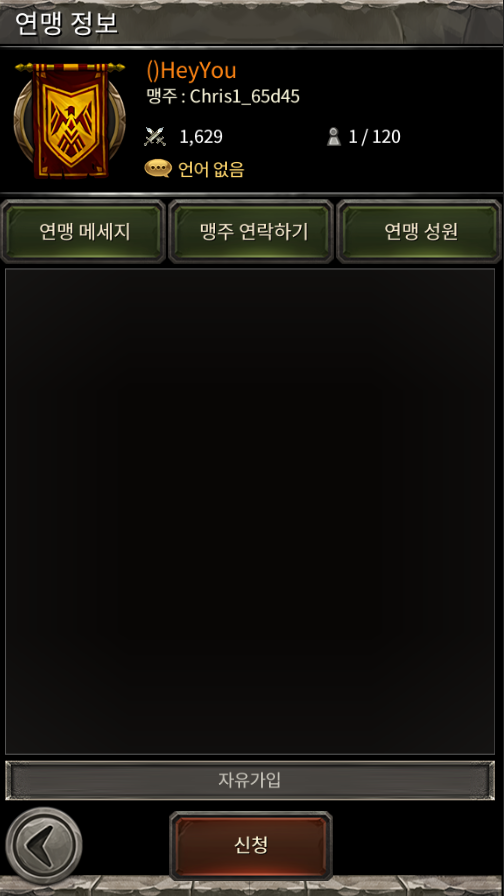 연맹 정보
()HeyYou
맹주 : Chris1_65d45
1,629
1 / 120
언어 없음
연맹 메세지
맹주 연락하기
연맹 성원
자유가입
신청